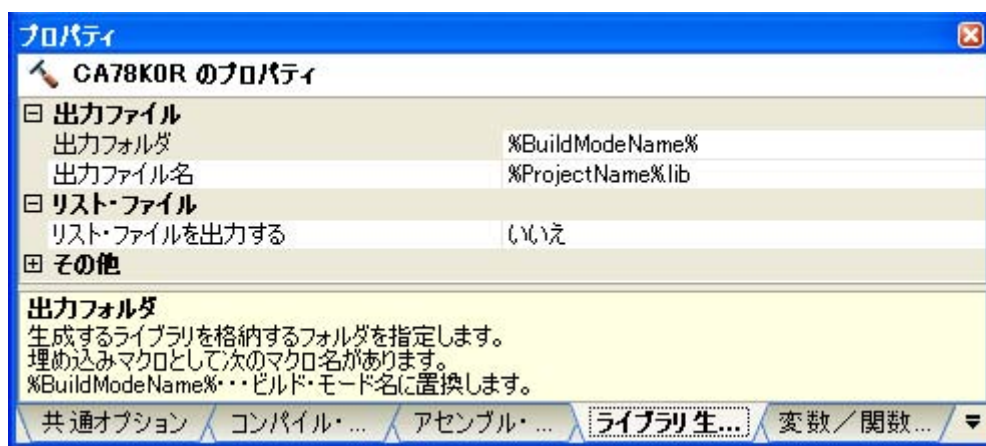 プロパティ
CA78K0R のプロパティ
出力ファイル
出力フォルダ %BuildModeName%
出力ファイル名 %ProjectName%.lib
リスト・ファイル
リスト・ファイルを出力する いいえ
その他
出力フォルダ
生成するライブラリを格納するフォルダを指定します。
埋め込みマクロとして次のマクロ名があります。
%BuildModeName%・・・ビルド・モード名に置換します。
共通オプション コンパイル・... アセンブル・... ライブラリ生... 変数／関数...